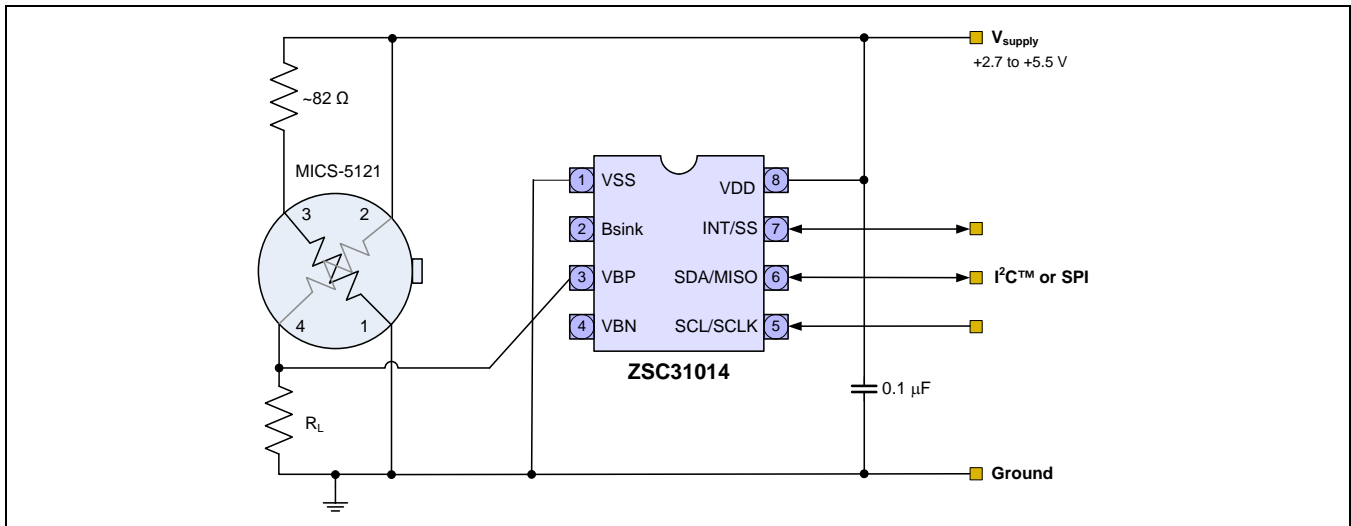 Vsupply
+2.7 to +5.5 V
~82 Ω
MICS-5121
3 2
4 1
RL
1 VSS
2 Bsink
3 VBP
4 VBN
VDD 8
INT/SS 7
SDA/MISO 6
SCL/SCLK 5
ZSC31014
I²C™ or SPI
0.1 μF
Ground